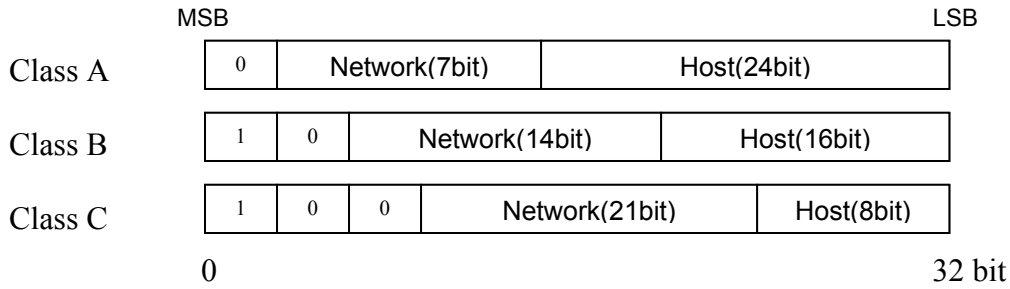 MSB LSB
Class A 0 Network(7bit) Host(24bit)
Class B 1 0 Network(14bit) Host(16bit)
Class C 1 0 0 Network(21bit) Host(8bit)
0 32 bit